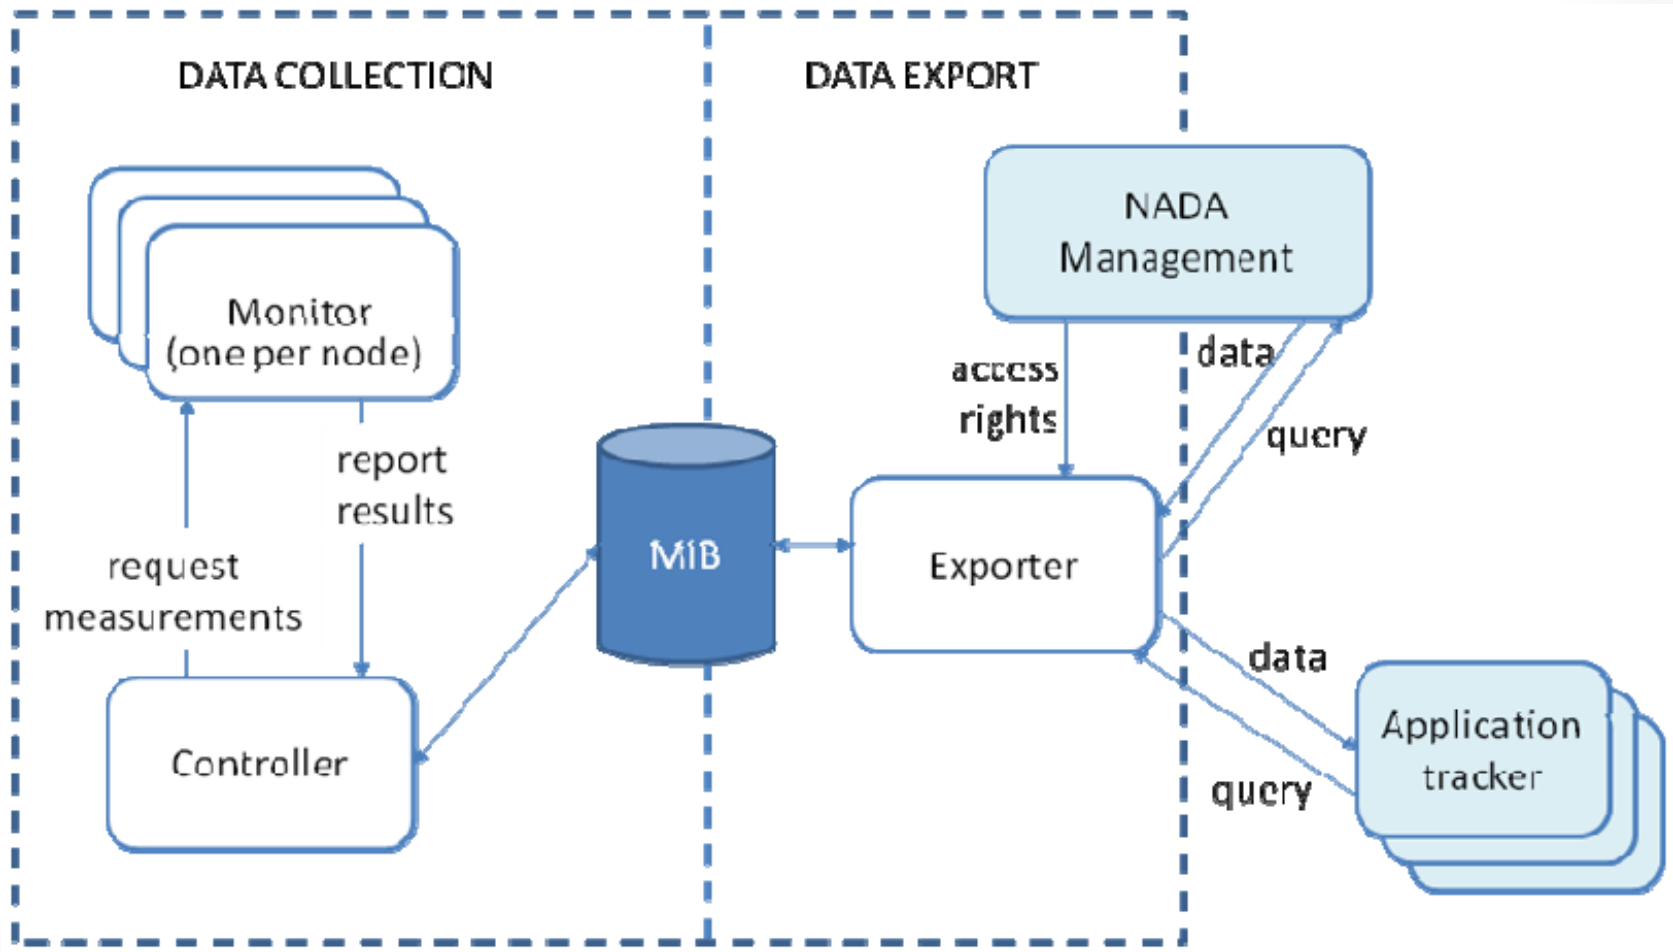 DATA COLLECTION
DATA EXPORT
NADA
Management
Monitor
(one per node)
data
access
rights
query
report
results
MIB
Exporter
request
measurements
data
Application
tracker
Controller
query